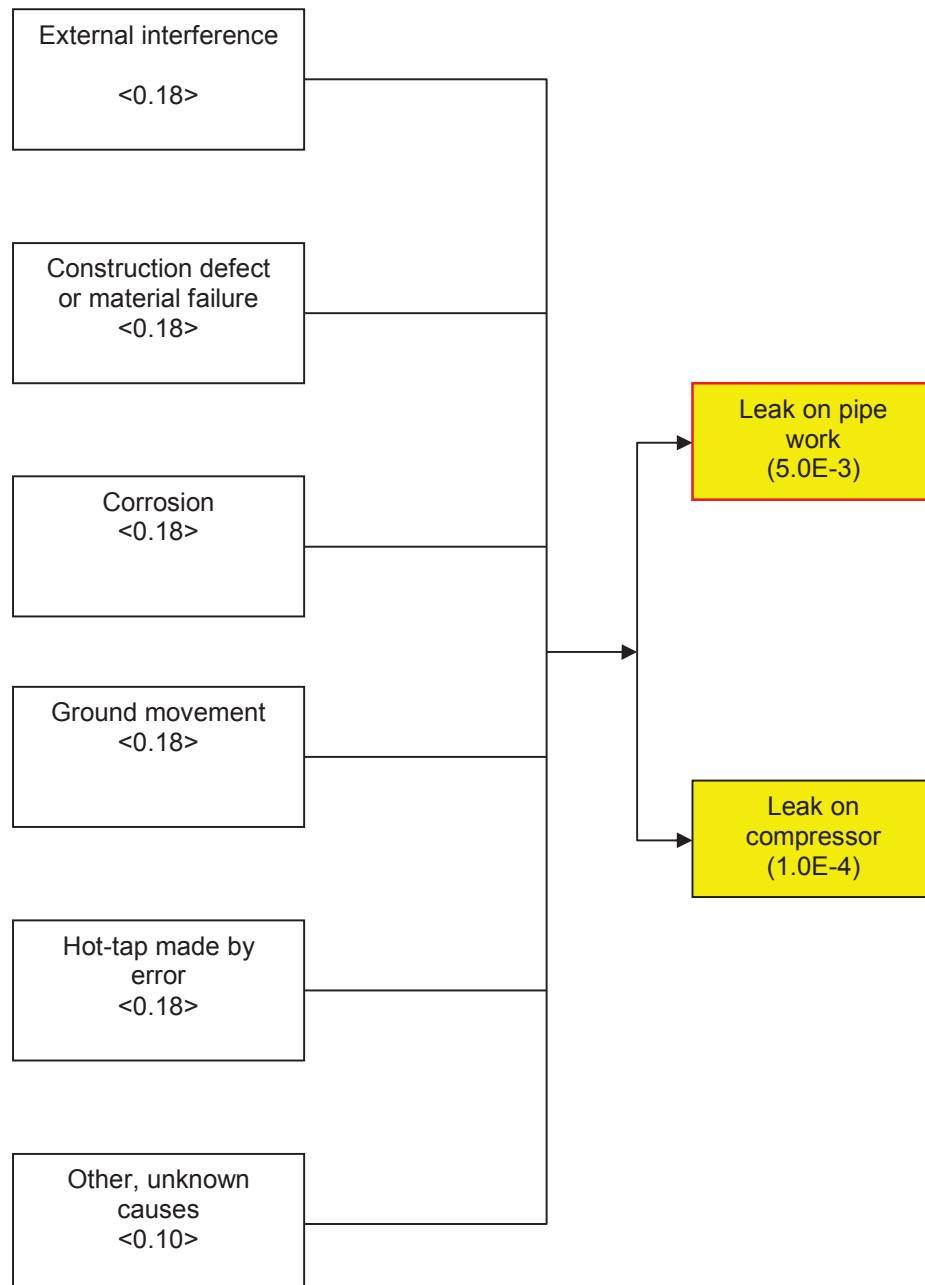 External interference
<0.18>
Construction defect
or material failure
<0.18>
Corrosion
<0.18>
Ground movement
<0.18>
Hot-tap made by
error
<0.18>
Other, unknown
causes
<0.10>
Leak on pipe
work
(5.0E-3)
Leak on
compressor
(1.0E-4)